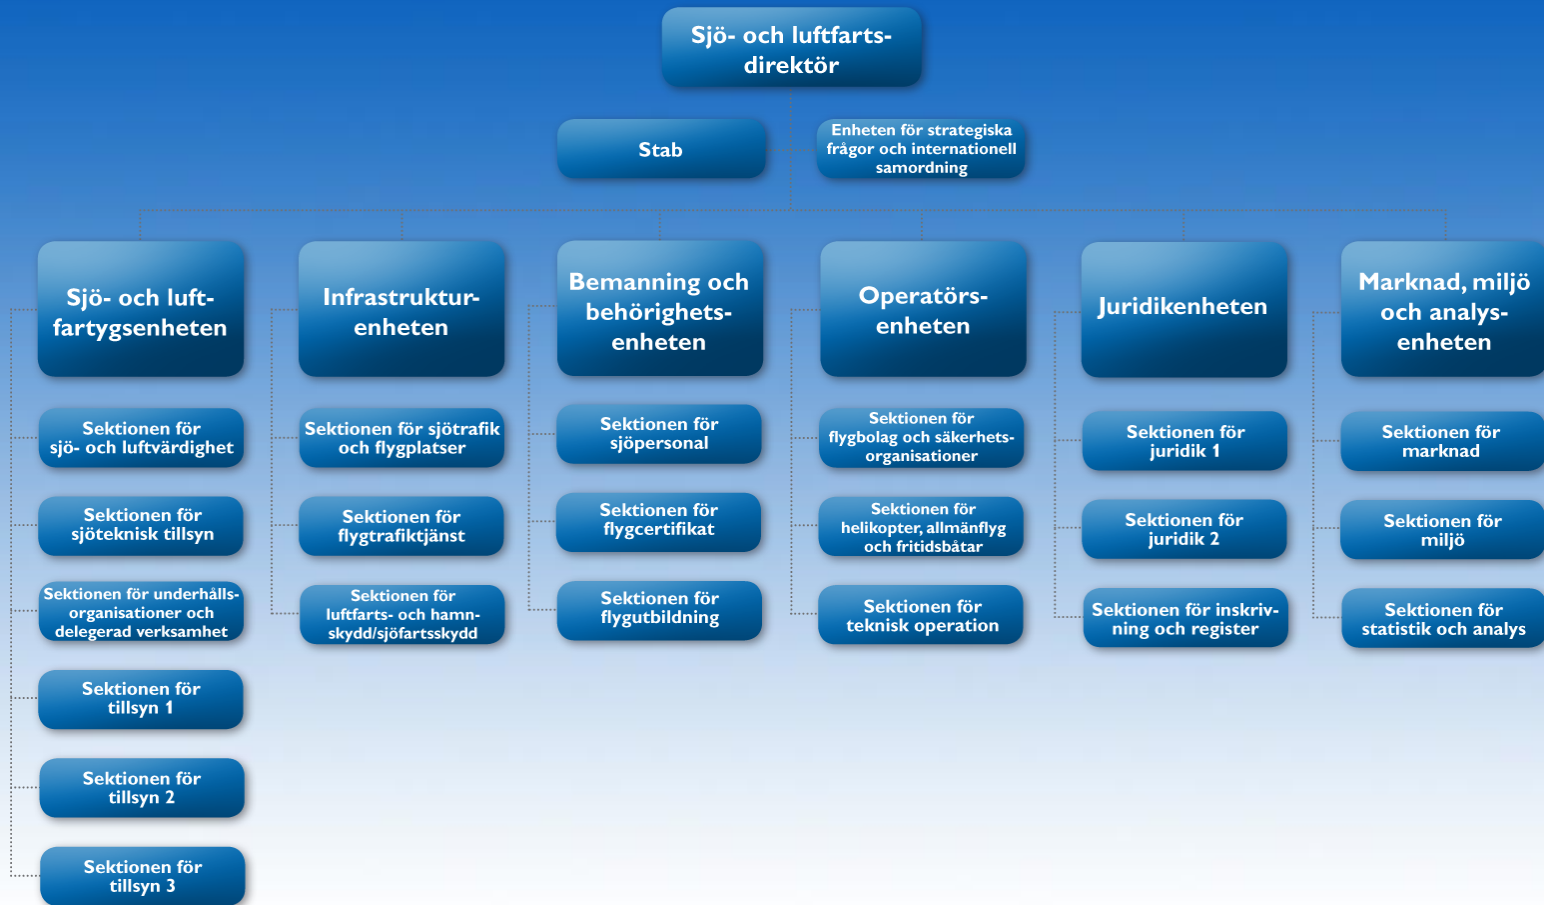 Sjö- och luftfarts-
direktör
Stab
Enheten för strategiska
frågor och internationell
samordning
Sjö- och luft-
fartygsenheten
Sektionen för
sjö- och luftvärdighet
Sektionen för
sjöteknisk tillsyn
Sektionen för underhålls-
organisationer och
delegerad verksamhet
Sektionen för
tillsyn 1
Sektionen för
tillsyn 2
Sektionen för
tillsyn 3
Infrastruktur-
enheten
Sektionen för sjötrafik
och flygplatser
Sektionen för
flygtrafiktjänst
Sektionen för
luftfarts- och hamn-
skydd/sjöfartsskydd
Bemanning och
behörighets-
enheten
Sektionen för
sjöpersonal
Sektionen för
flygcertifikat
Sektionen för
flygutbildning
Operatörs-
enheten
Sektionen för
flygbolag och säkerhets-
organisationer
Sektionen för
helikopter, allmänflyg
och fritidsbåtar
Sektionen för
teknisk operation
Juridikenheten
Sektionen för
juridik 1
Sektionen för
juridik 2
Sektionen för inskriv-
ning och register
Marknad, miljö
och analys-
enheten
Sektionen för
marknad
Sektionen för
miljö
Sektionen för
statistik och analys